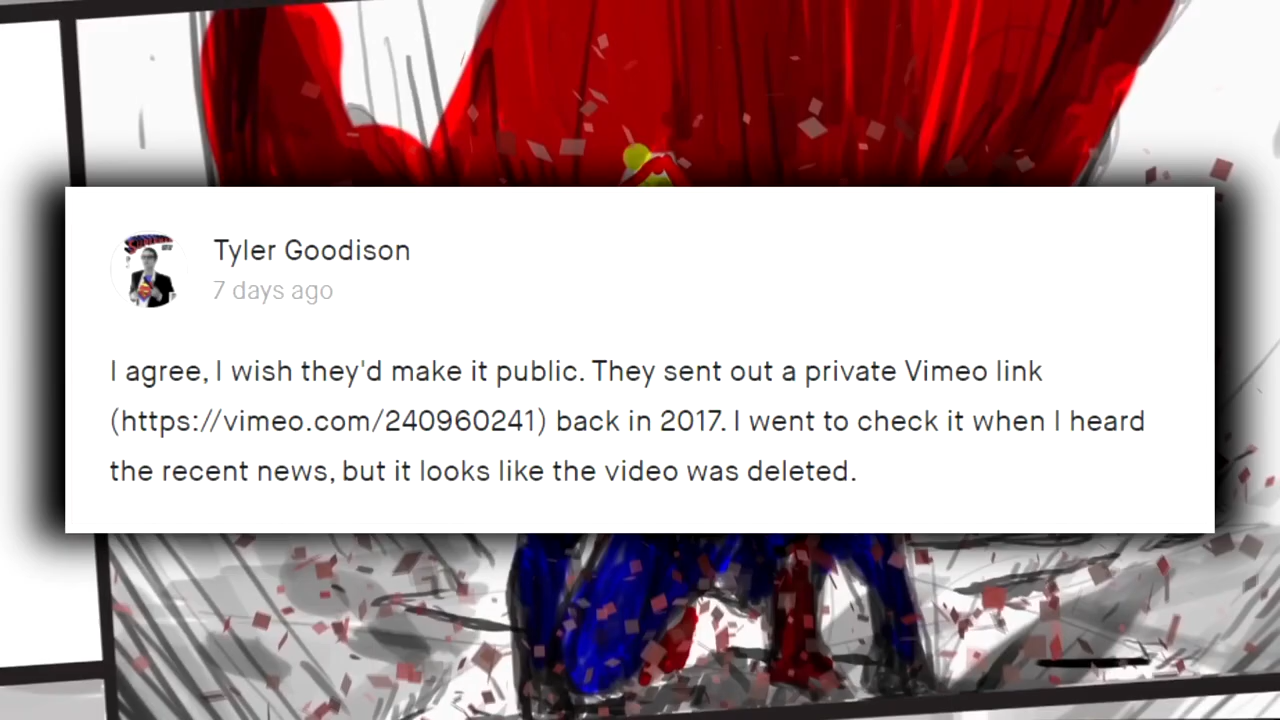 Tyler Goodison
7 days ago
I agree, I wish they'd make it public. They sent out a private Vimeo link
(https://vimeo.com/240960241) back in 2017. I went to check it when I heard
the recent news, but it looks like the video was deleted.